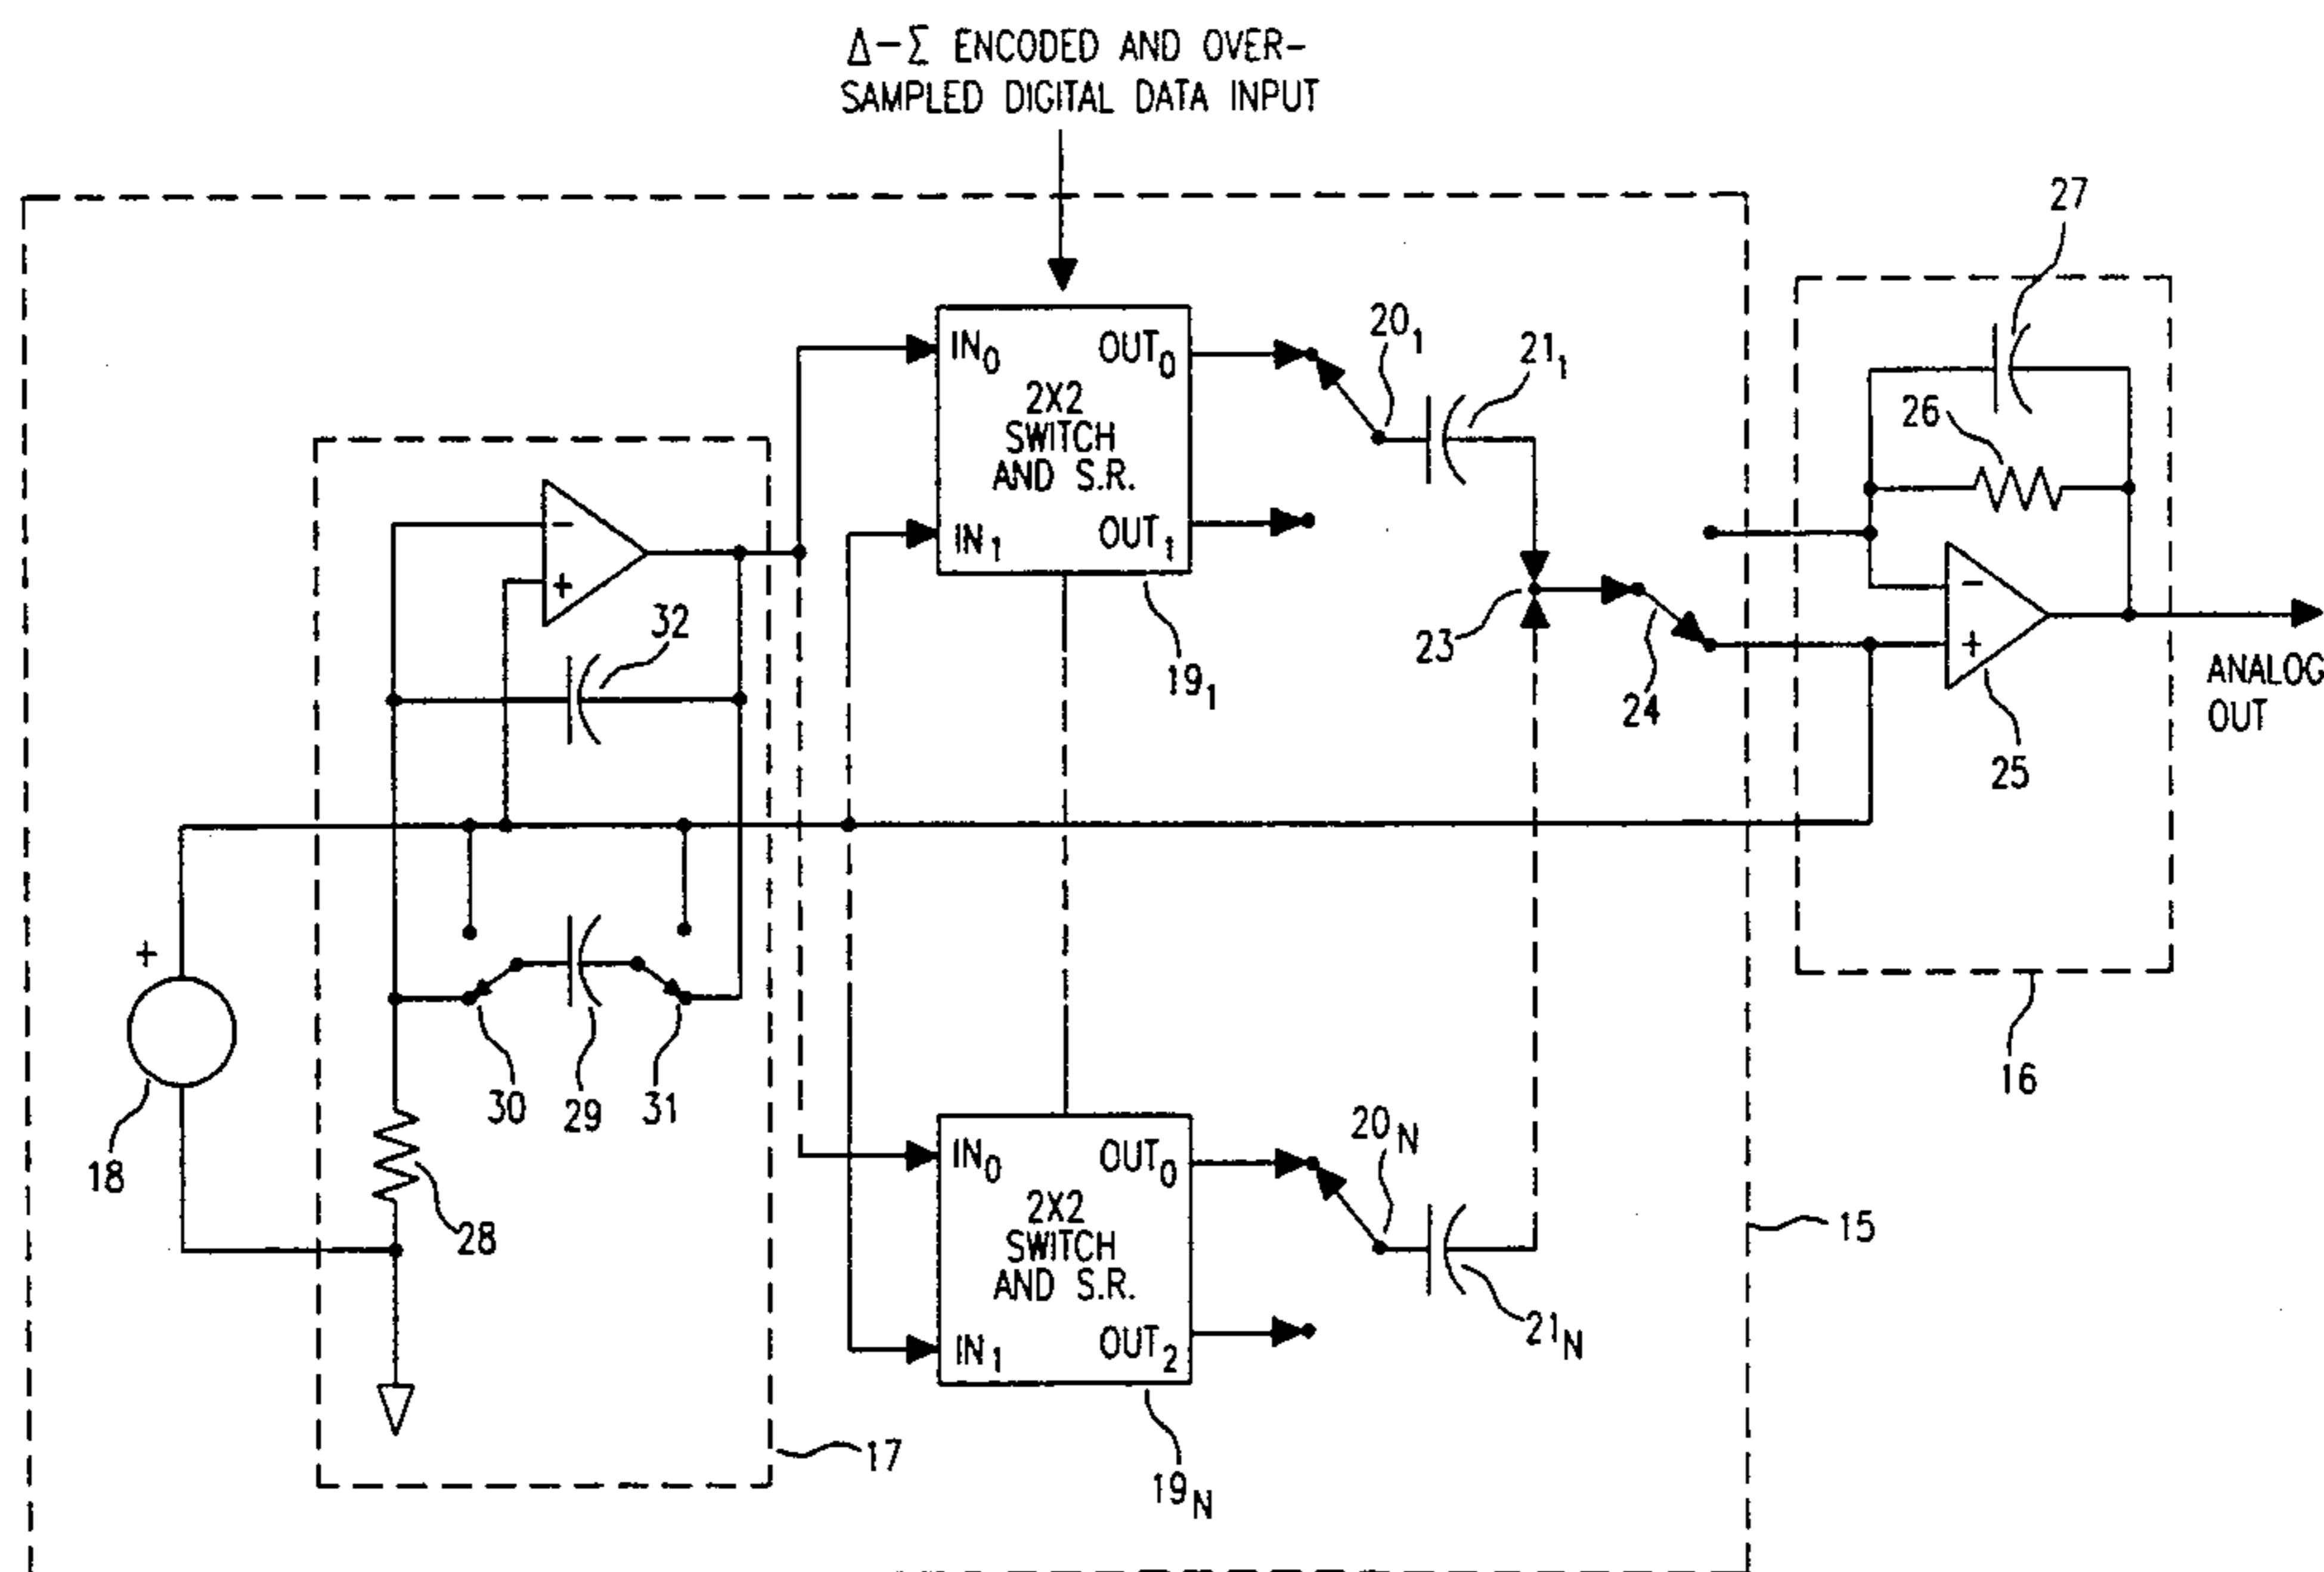 Δ-Σ ENCODED AND OVER-
SAMPLED DIGITAL DATA INPUT
27
IN0
OUT0
2X2
SWITCH
AND S.R.
IN1
OUT1
201
211
26
-
+
32
191
23
24
-
+
25
ANALOG
OUT
+
18
30
29
31
28
16
IN0
OUT0
2X2
SWITCH
AND S.R.
IN1
OUT2
20N
21N
15
17
19N